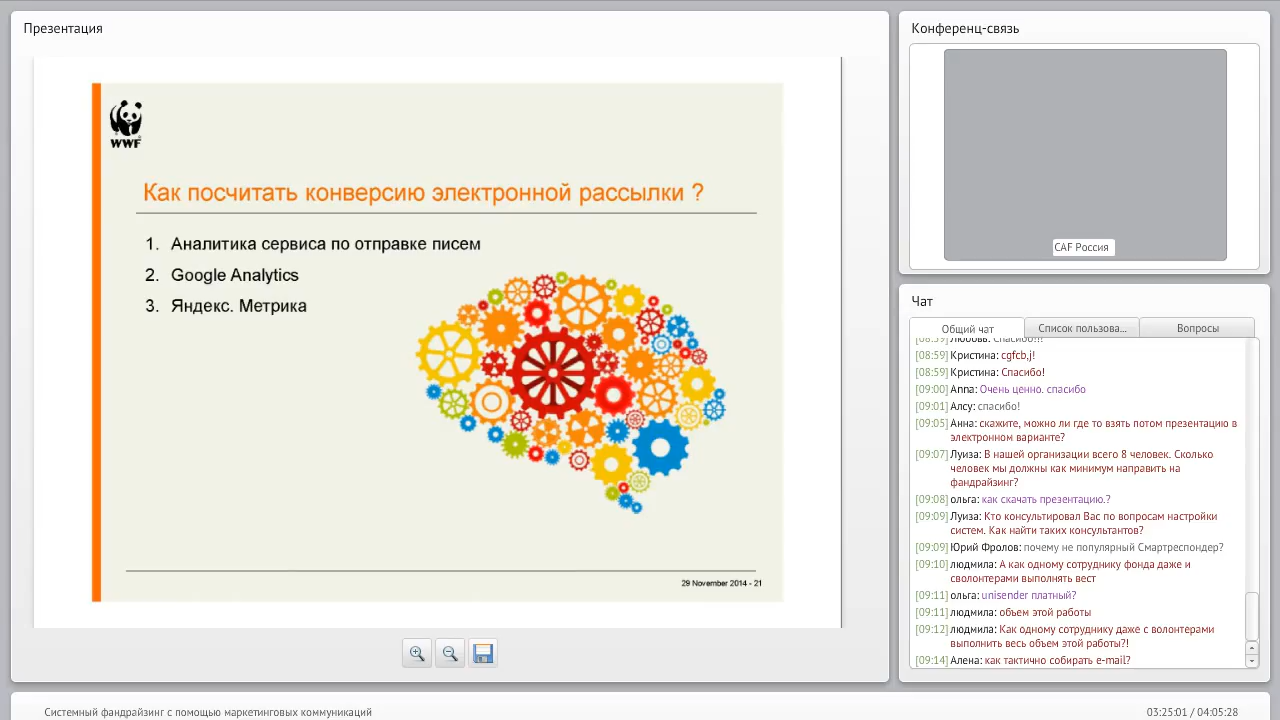 Презентация
WWF
Как посчитать конверсию электронной рассылки ?
1. Аналитика сервиса по отправке писем
2. Google Analytics
3. Яндекс. Метрика
29 November 2014 - 21
Конференц-связь
CAF Россия
Чат
Общий чат
Список пользова...
Вопросы
[08:59] Любовь: Спасибо!!!
[08:59] Кристина: cgfcb,j!
[08:59] Кристина: Спасибо!
[09:00] Anna: Очень ценно. спасибо
[09:01] Алсу: спасибо!
[09:05] Анна: скажите, можно ли где то взять потом презентацию в
электронном варианте?
[09:07] Луиза: В нашей организации всего 8 человек. Сколько
человек мы должны как минимум направить на
фандрайзинг?
[09:08] ольга: как скачать презентацию.?
[09:09] Луиза: Кто консультировал Вас по вопросам настройки
систем. Как найти таких консультантов?
[09:09] Юрий Фролов: почему не популярный Смартреспондер?
[09:10] людмила: А как одному сотруднику фонда даже и
сволонтерами выполнять вест
[09:11] ольга: unisender платный?
[09:11] людмила: объем этой работы
[09:12] людмила: Как одному сотруднику даже с волонтерами
выполнить весь объем этой работы?!
[09:14] Алена: как тактично собирать e-mail?
Системный фандрайзинг с помощью маркетинговых коммуникаций
03:25:01 / 04:05:28